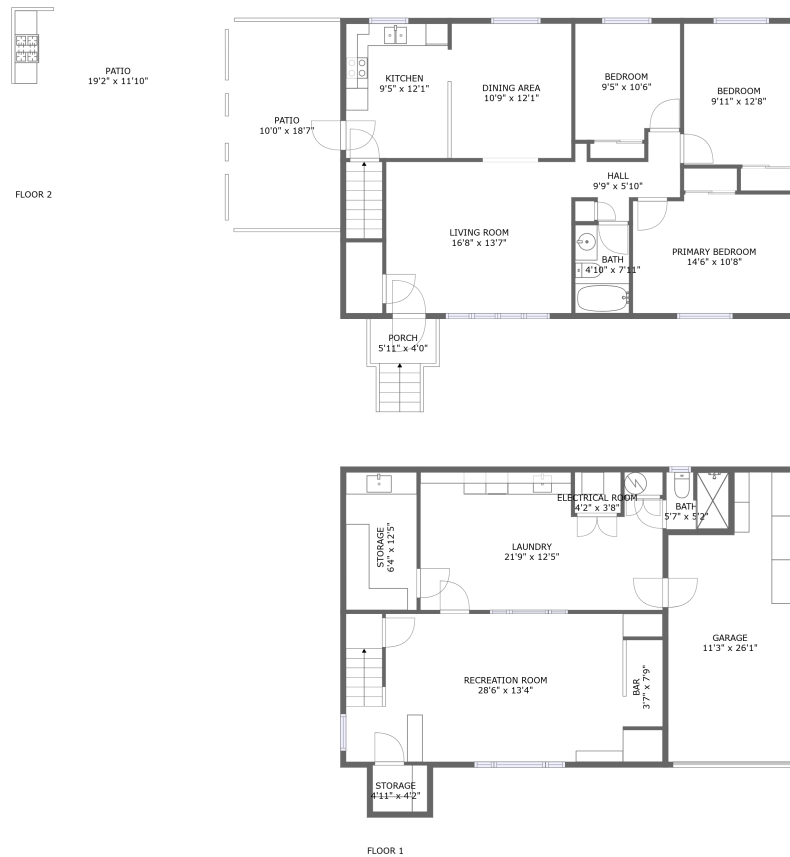 PATIO
19'2" x 11'10"
FLOOR 2
PATIO
10'0" x 18'7"
KITCHEN
9'5" x 12'1"
DINING AREA
10'9" x 12'1"
BEDROOM
9'5" x 10'6"
BEDROOM
9'11" x 12'8"
HALL
9'9" x 5'10"
LIVING ROOM
16'8" x 13'7"
BATH
4'10" x 7'11"
PRIMARY BEDROOM
14'6" x 10'8"
PORCH
5'11" x 4'0"
STORAGE
6'4" x 12'5"
LAUNDRY
21'9" x 12'5"
ELECTRICAL ROOM
4'2" x 3'8"
BATH
5'7" x 5'2"
GARAGE
11'3" x 26'1"
RECREATION ROOM
28'6" x 13'4"
BAR
3'7" x 7'9"
STORAGE
4'11" x 4'2"
FLOOR 1